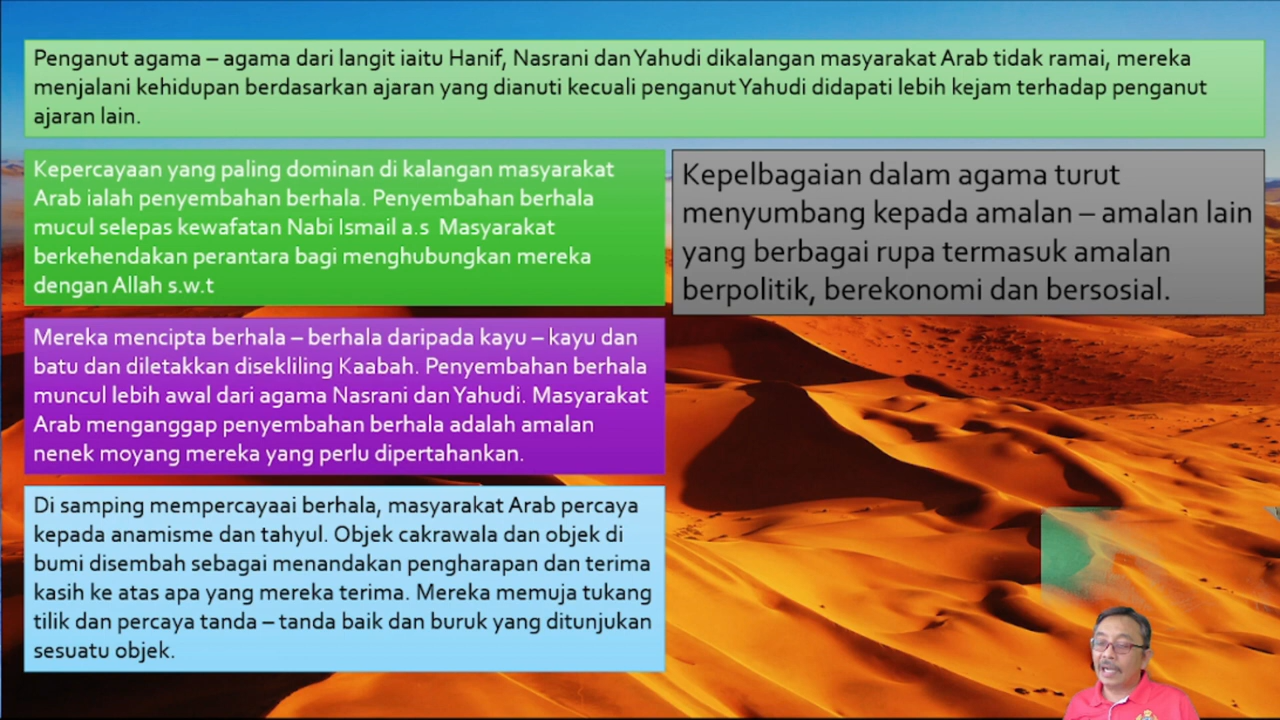 Penganut agama – agama dari langit iaitu Hanif, Nasrani dan Yahudi dikalangan masyarakat Arab tidak ramai, mereka
menjalani kehidupan berdasarkan ajaran yang dianuti kecuali penganut Yahudi didapati lebih kejam terhadap penganut
ajaran lain.
Kepercayaan yang paling dominan di kalangan masyarakat
Arab ialah penyembahan berhala. Penyembahan berhala
mucul selepas kewafatan Nabi Ismail a.s Masyarakat
berkehendakan perantara bagi menghubungkan mereka
dengan Allah s.w.t
Kepelbagaian dalam agama turut
menyumbang kepada amalan – amalan lain
yang berbagai rupa termasuk amalan
berpolitik, berekonomi dan bersosial.
Mereka mencipta berhala – berhala daripada kayu – kayu dan
batu dan diletakkan disekliling Kaabah. Penyembahan berhala
muncul lebih awal dari agama Nasrani dan Yahudi. Masyarakat
Arab menganggap penyembahan berhala adalah amalan
nenek moyang mereka yang perlu dipertahankan.
Di samping mempercayaai berhala, masyarakat Arab percaya
kepada anamisme dan tahyul. Objek cakrawala dan objek di
bumi disembah sebagai menandakan pengharapan dan terima
kasih ke atas apa yang mereka terima. Mereka memuja tukang
tilik dan percaya tanda – tanda baik dan buruk yang ditunjukan
sesuatu objek.